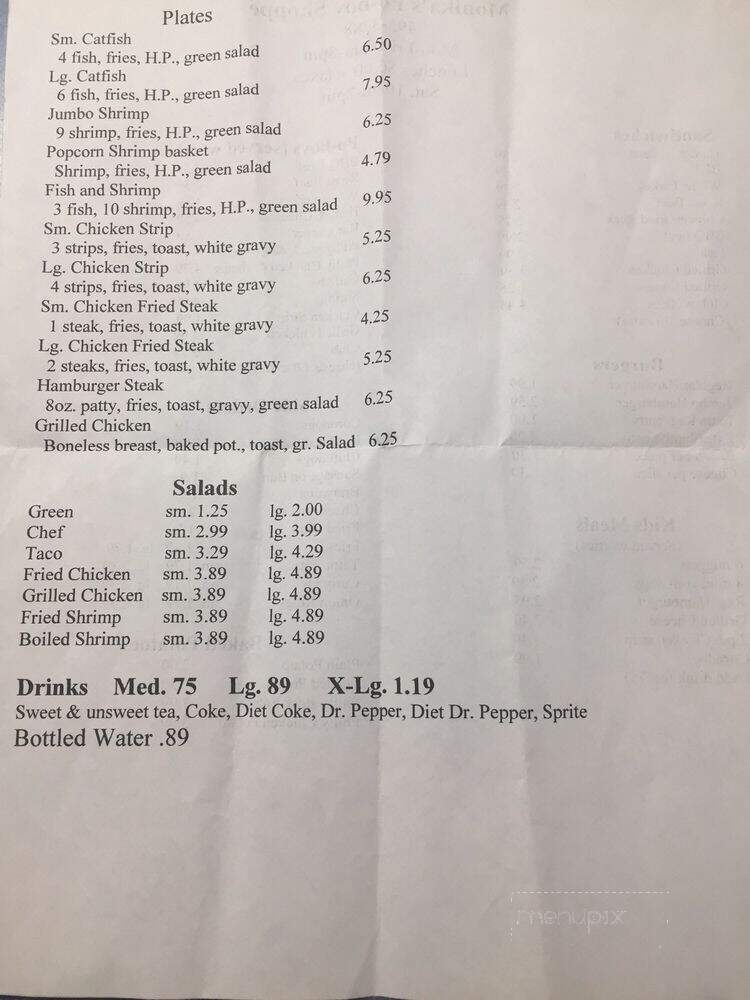 Plates
Sm. Catfish
4 fish, fries, H.P., green salad 6.50
Lg. Catfish
6 fish, fries, H.P., green salad 7.95
Jumbo Shrimp
9 shrimp, fries, H.P., green salad 6.25
Popcorn Shrimp basket
Shrimp, fries, H.P., green salad 4.79
Fish and Shrimp
3 fish, 10 shrimp, fries, H.P., green salad 9.95
Sm. Chicken Strip
3 strips, fries, toast, white gravy 5.25
Lg. Chicken Strip
4 strips, fries, toast, white gravy 6.25
Sm. Chicken Fried Steak
1 steak, fries, toast, white gravy 4.25
Lg. Chicken Fried Steak
2 steaks, fries, toast, white gravy 5.25
Hamburger Steak
8oz. patty, fries, toast, gravy, green salad 6.25
Grilled Chicken
Boneless breast, baked pot., toast, gr. Salad 6.25
Salads
Green sm. 1.25 lg. 2.00
Chef sm. 2.99 lg. 3.99
Taco sm. 3.29 lg. 4.29
Fried Chicken sm. 3.89 lg. 4.89
Grilled Chicken sm. 3.89 lg. 4.89
Fried Shrimp sm. 3.89 lg. 4.89
Boiled Shrimp sm. 3.89 lg. 4.89
Drinks Med. 75 Lg. 89 X-Lg. 1.19
Sweet & unsweet tea, Coke, Diet Coke, Dr. Pepper, Diet Dr. Pepper, Sprite
Bottled Water .89
menupix